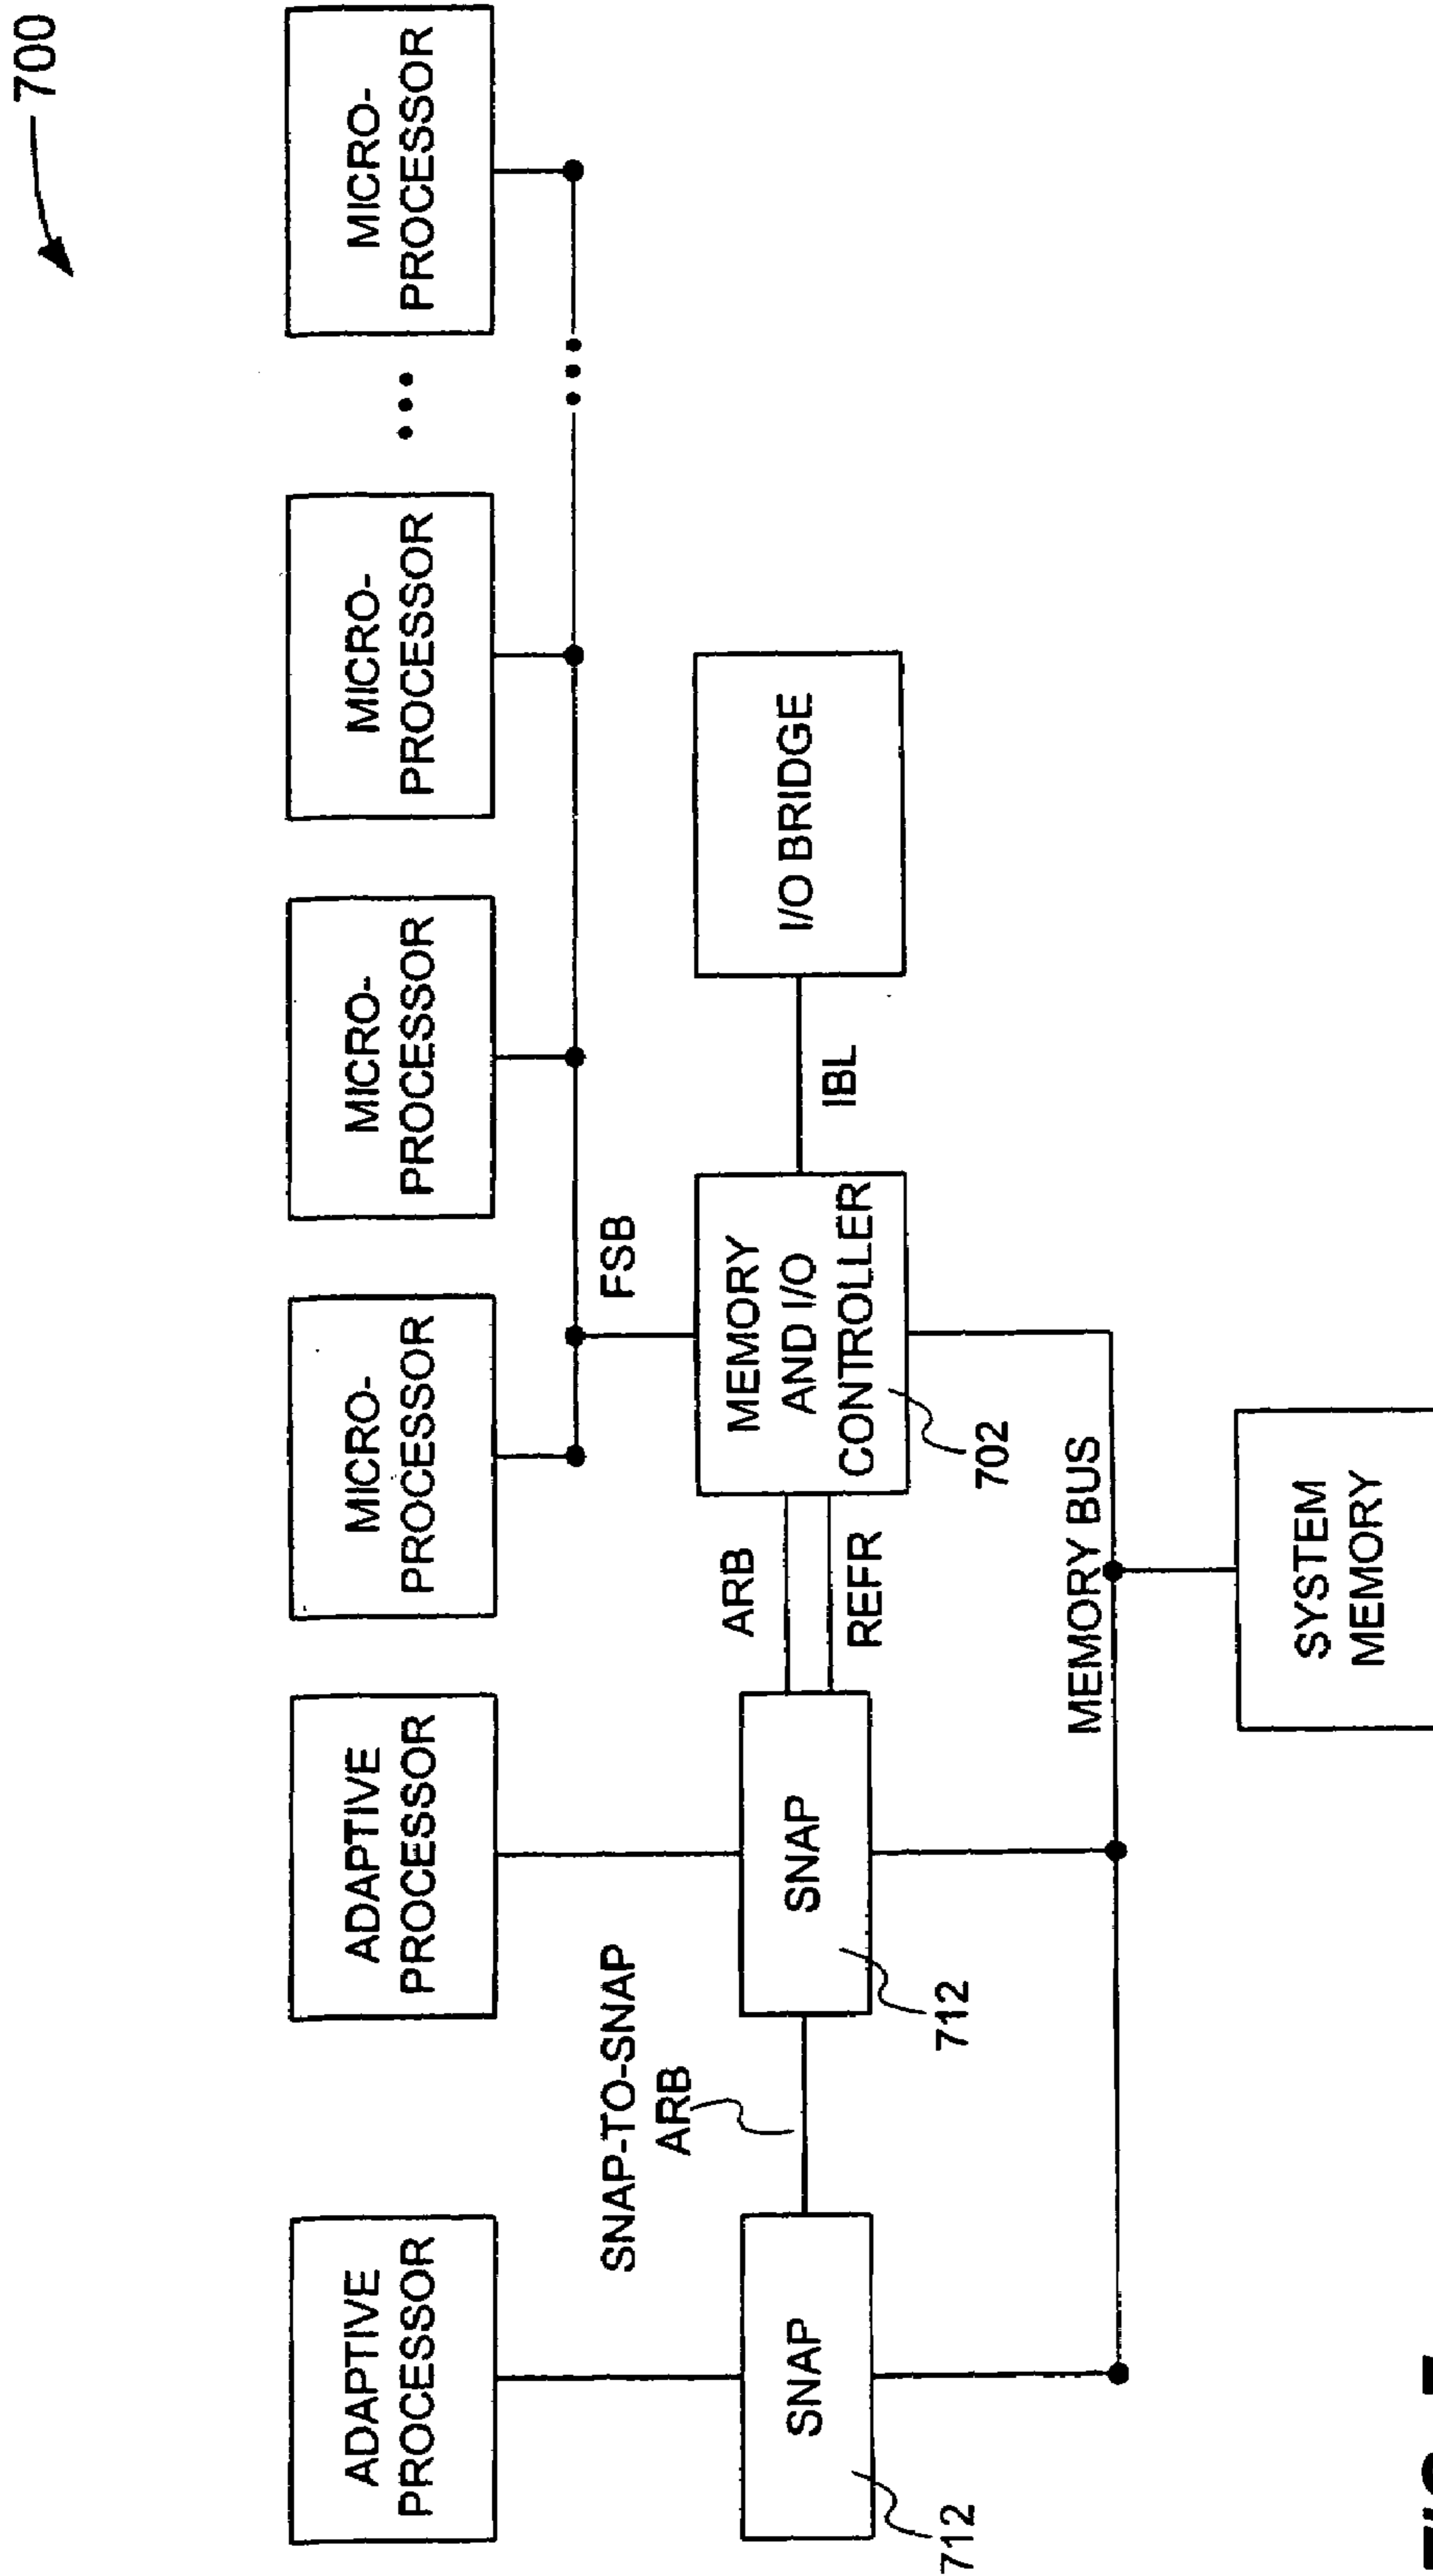 700
ADAPTIVE
PROCESSOR
ADAPTIVE
PROCESSOR
MICRO-
PROCESSOR
MICRO-
PROCESSOR
MICRO-
PROCESSOR
MICRO-
PROCESSOR
SNAP-TO-SNAP
ARB
FSB
SNAP
712
SNAP
712
ARB
REFR
MEMORY
AND I/O
CONTROLLER
702
IBL
I/O BRIDGE
MEMORY BUS
SYSTEM
MEMORY